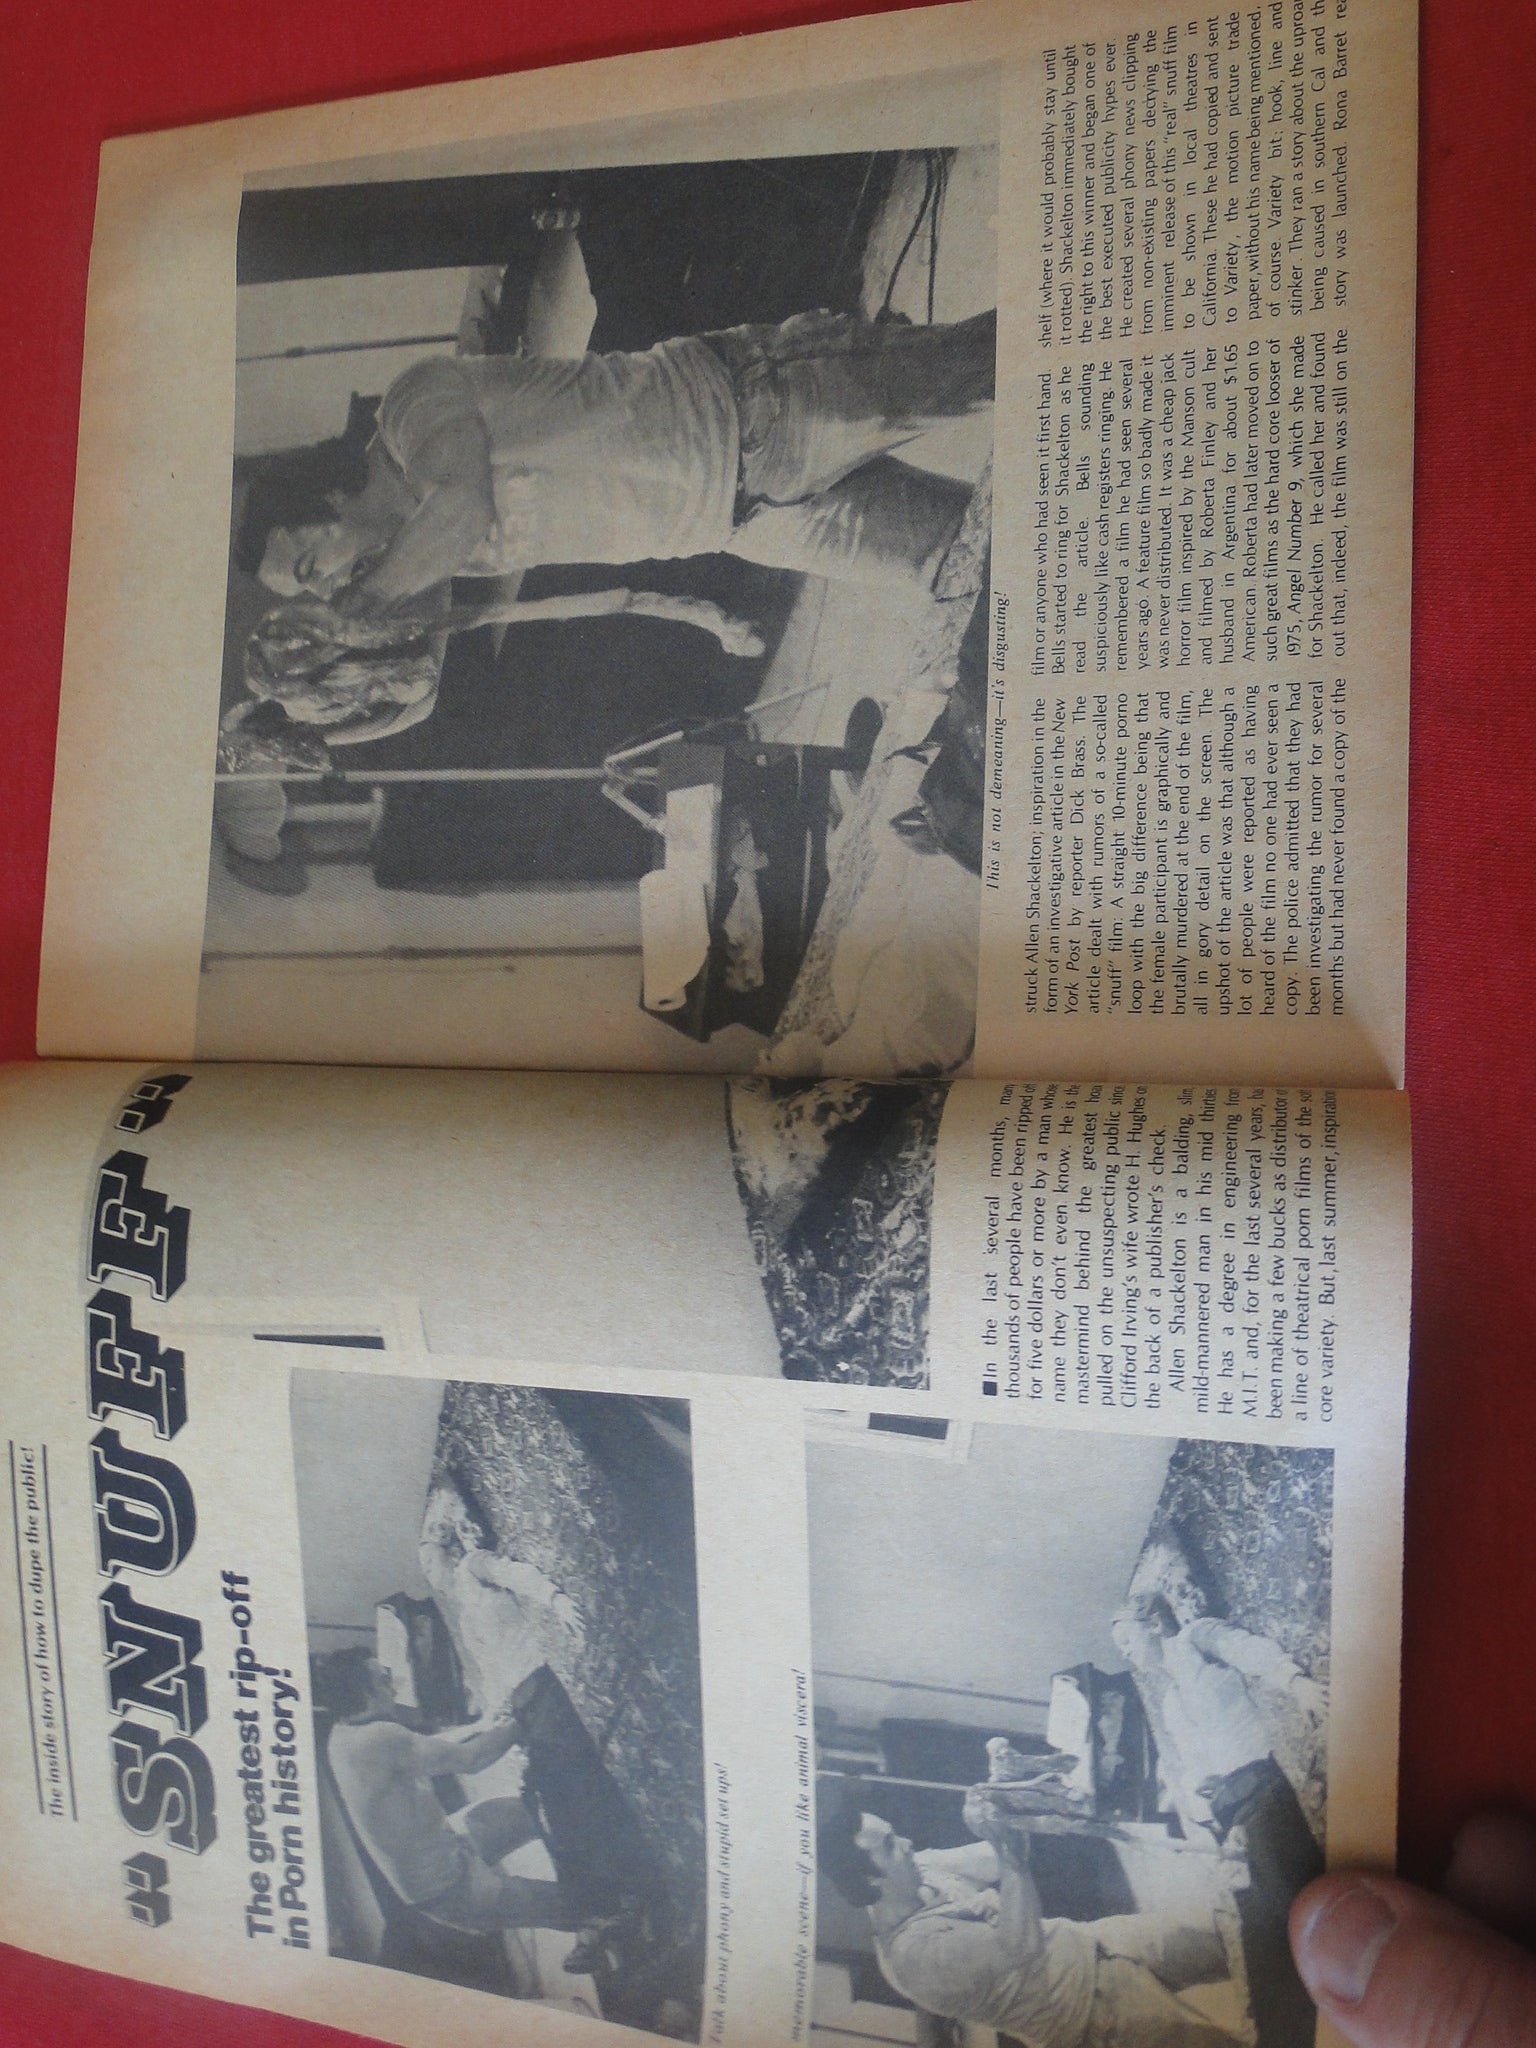 The inside story of how to dupe the public!
"SNUFF"
The greatest rip-off
in Porn history!
Talk about phony and stupid set ups!
memorable scene—if you like animal viscera!
■ In the last several months, man
thousands of people have been ripped off
for five dollars or more by a man whose
name they don't even know. He is the
mastermind behind the greatest hoa
pulled on the unsuspecting public sinc
Clifford Irving's wife wrote H. Hughes on
the back of a publisher's check.
Allen Shackelton is a balding, slim,
mild-mannered man in his mid thirties
He has a degree in engineering from
M.I.T. and, for the last several years, ha
been making a few bucks as distributor of
a line of theatrical porn films of the sof
core variety. But, last summer, inspiration
This is not demeaning—it's disgusting!
struck Allen Shackelton; inspiration in the
form of an investigative article in the New
York Post by reporter Dick Brass. The
article dealt with rumors of a so-called
"snuff" film: A straight 10-minute porno
loop with the big difference being that
the female participant is graphically and
brutally murdered at the end of the film,
all in gory detail on the screen. The
upshot of the article was that although a
lot of people were reported as having
heard of the film no one had ever seen a
copy. The police admitted that they had
been investigating the rumor for several
months but had never found a copy of the
film or anyone who had seen it first hand.
Bells started to ring for Shackelton as he
read the article. Bells sounding
suspiciously like cash registers ringing. He
remembered a film he had seen several
years ago. A feature film so badly made it
was never distributed. It was a cheap jack
horror film inspired by the Manson cult
and filmed by Roberta Finley and her
husband in Argentina for about $1.65
American. Roberta had later moved on to
such great films as the hard core looser of
1975, Angel Number 9, which she made
for Shackelton. He called her and found
out that, indeed, the film was still on the
shelf (where it would probably stay until
it rotted). Shackelton immediately bought
the right to this winner and began one of
the best executed publicity hypes ever.
He created several phony news clipping
from non-existing papers decrying the
imminent release of this "real" snuff film
to be shown in local theatres in
California. These he had copied and sent
to Variety, the motion picture trade
paper, without his name being mentioned,
of course. Variety bit: hook, line and
stinker. They ran a story about the uproar
being caused in southern Cal and th
story was launched. Rona Barret rea